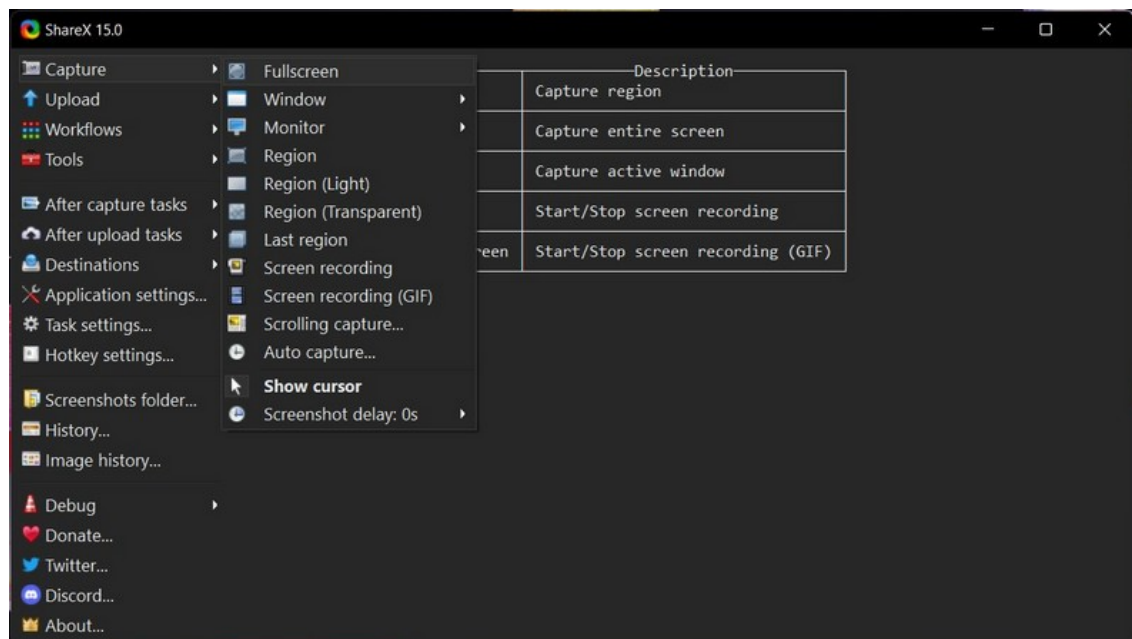 ShareX 15.0
Capture
Upload
Workflows
Tools
After capture tasks
After upload tasks
Destinations
Application settings...
Task settings...
Hotkey settings...
Screenshots folder...
History...
Image history...
Debug
Donate...
Twitter...
Discord...
About...
Fullscreen
Window
Monitor
Region
Region (Light)
Region (Transparent)
Last region
Screen recording
Screen recording (GIF)
Scrolling capture...
Auto capture...
Show cursor
Screenshot delay: 0s
Description
Capture region
Capture entire screen
Capture active window
Start/Stop screen recording
Start/Stop screen recording (GIF)